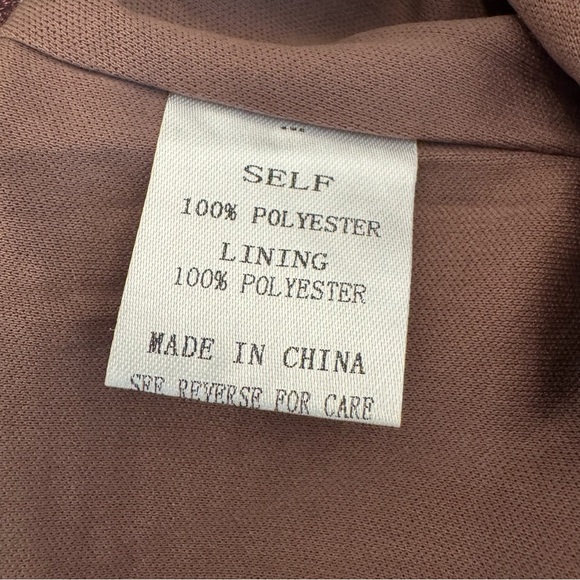 SELF
100% POLYESTER
LINING
100% POLYESTER
MADE IN CHINA
SEE REVERSE FOR CARE